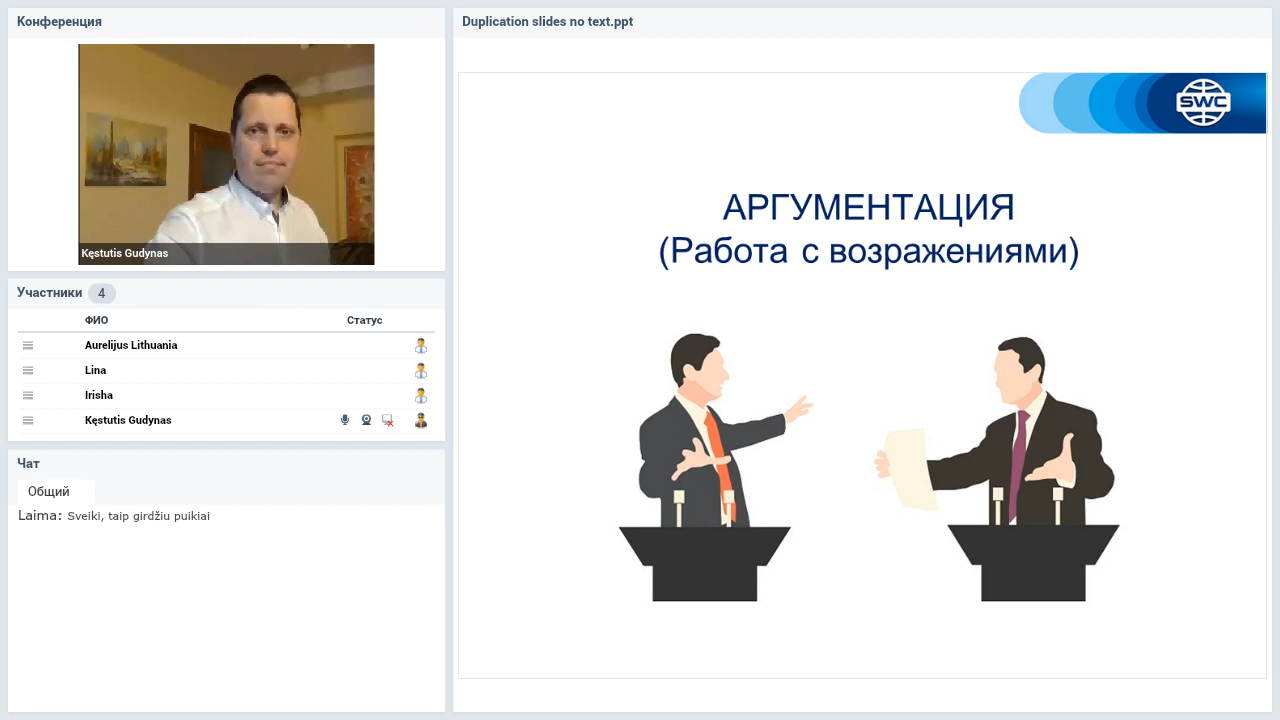 Конференция
Kęstutis Gudynas
Участники 4
ФИО Статус
Aurelijus Lithuania
Lina
Irisha
Kęstutis Gudynas
Чат
Общий
Laima: Sveiki, taip girdžiu puikiai
Duplication slides no text.ppt
SWC
АРГУМЕНТАЦИЯ
(Работа с возражениями)